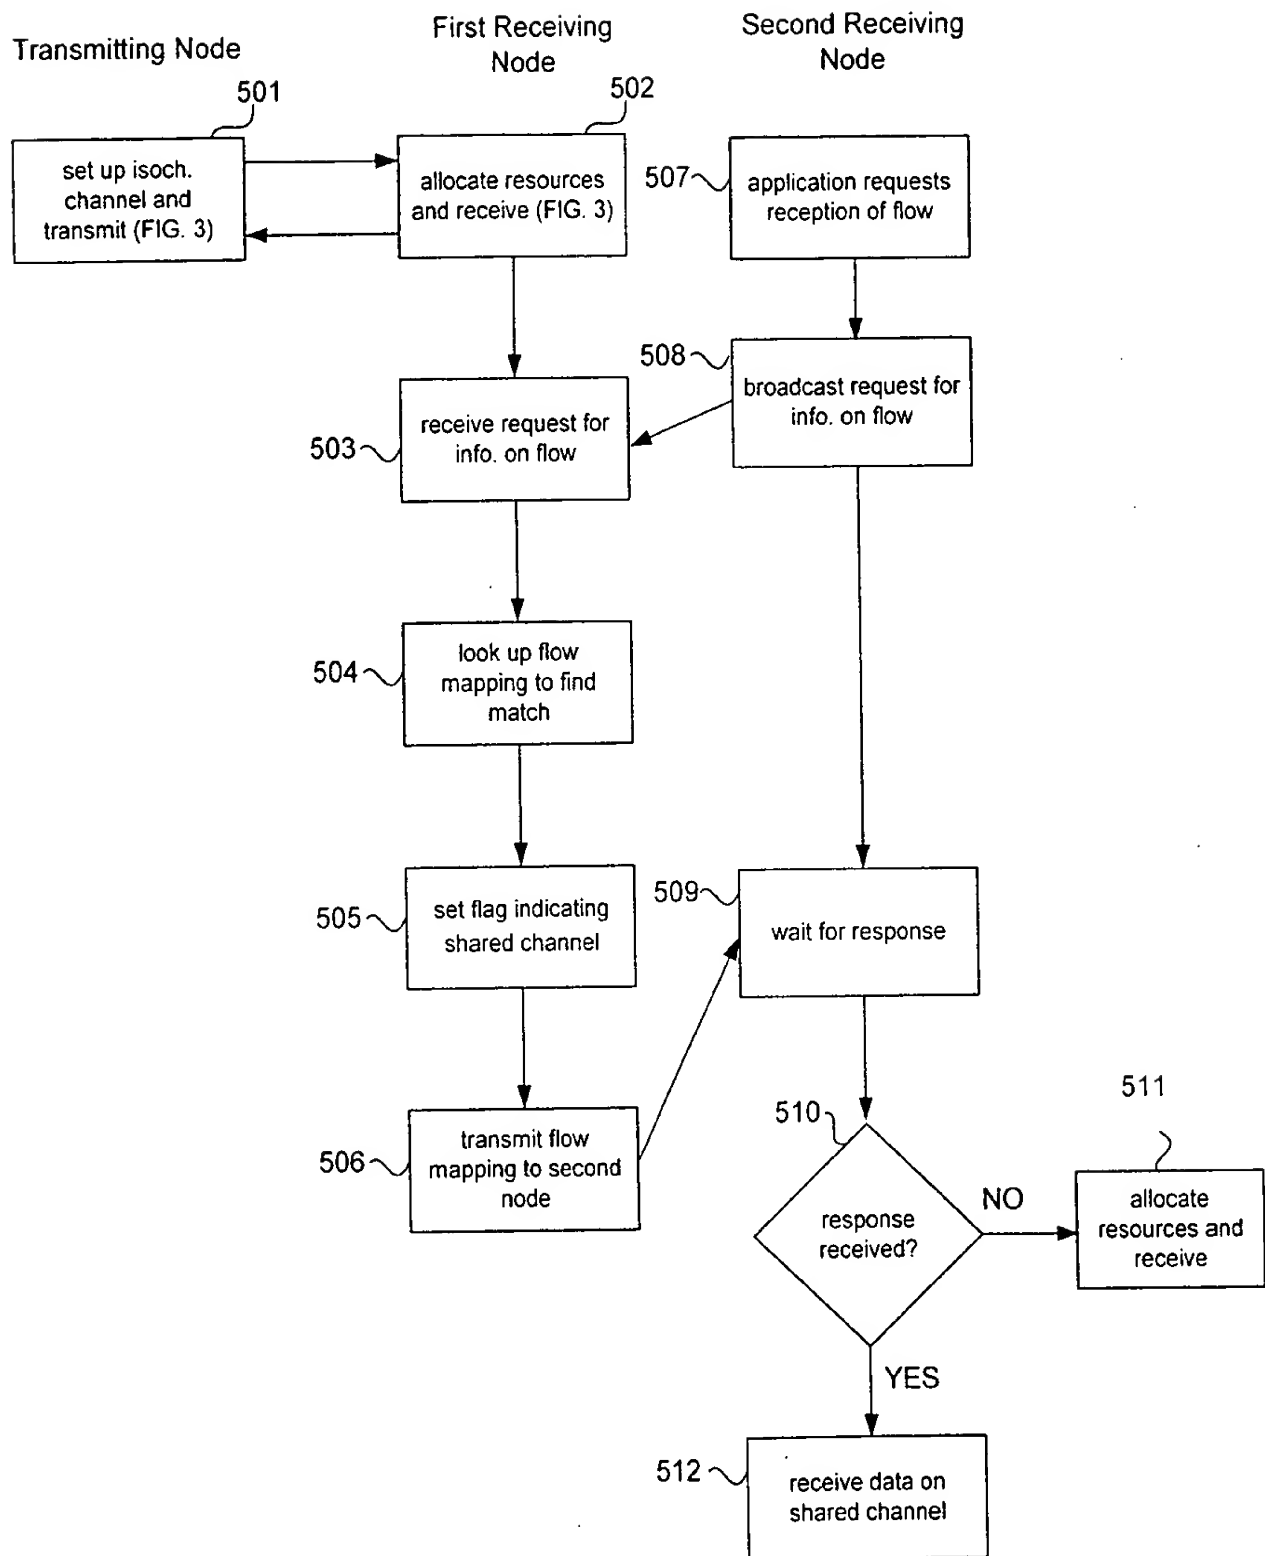 Transmitting Node
First Receiving
Node
Second Receiving
Node
501
502
set up isoch.
channel and
transmit (FIG. 3)
allocate resources
and receive (FIG. 3)
507
application requests
reception of flow
508
broadcast request for
info. on flow
503
receive request for
info. on flow
504
look up flow
mapping to find
match
505
set flag indicating
shared channel
509
wait for response
506
transmit flow
mapping to second
node
510
response
received?
NO
511
allocate
resources and
receive
YES
512
receive data on
shared channel